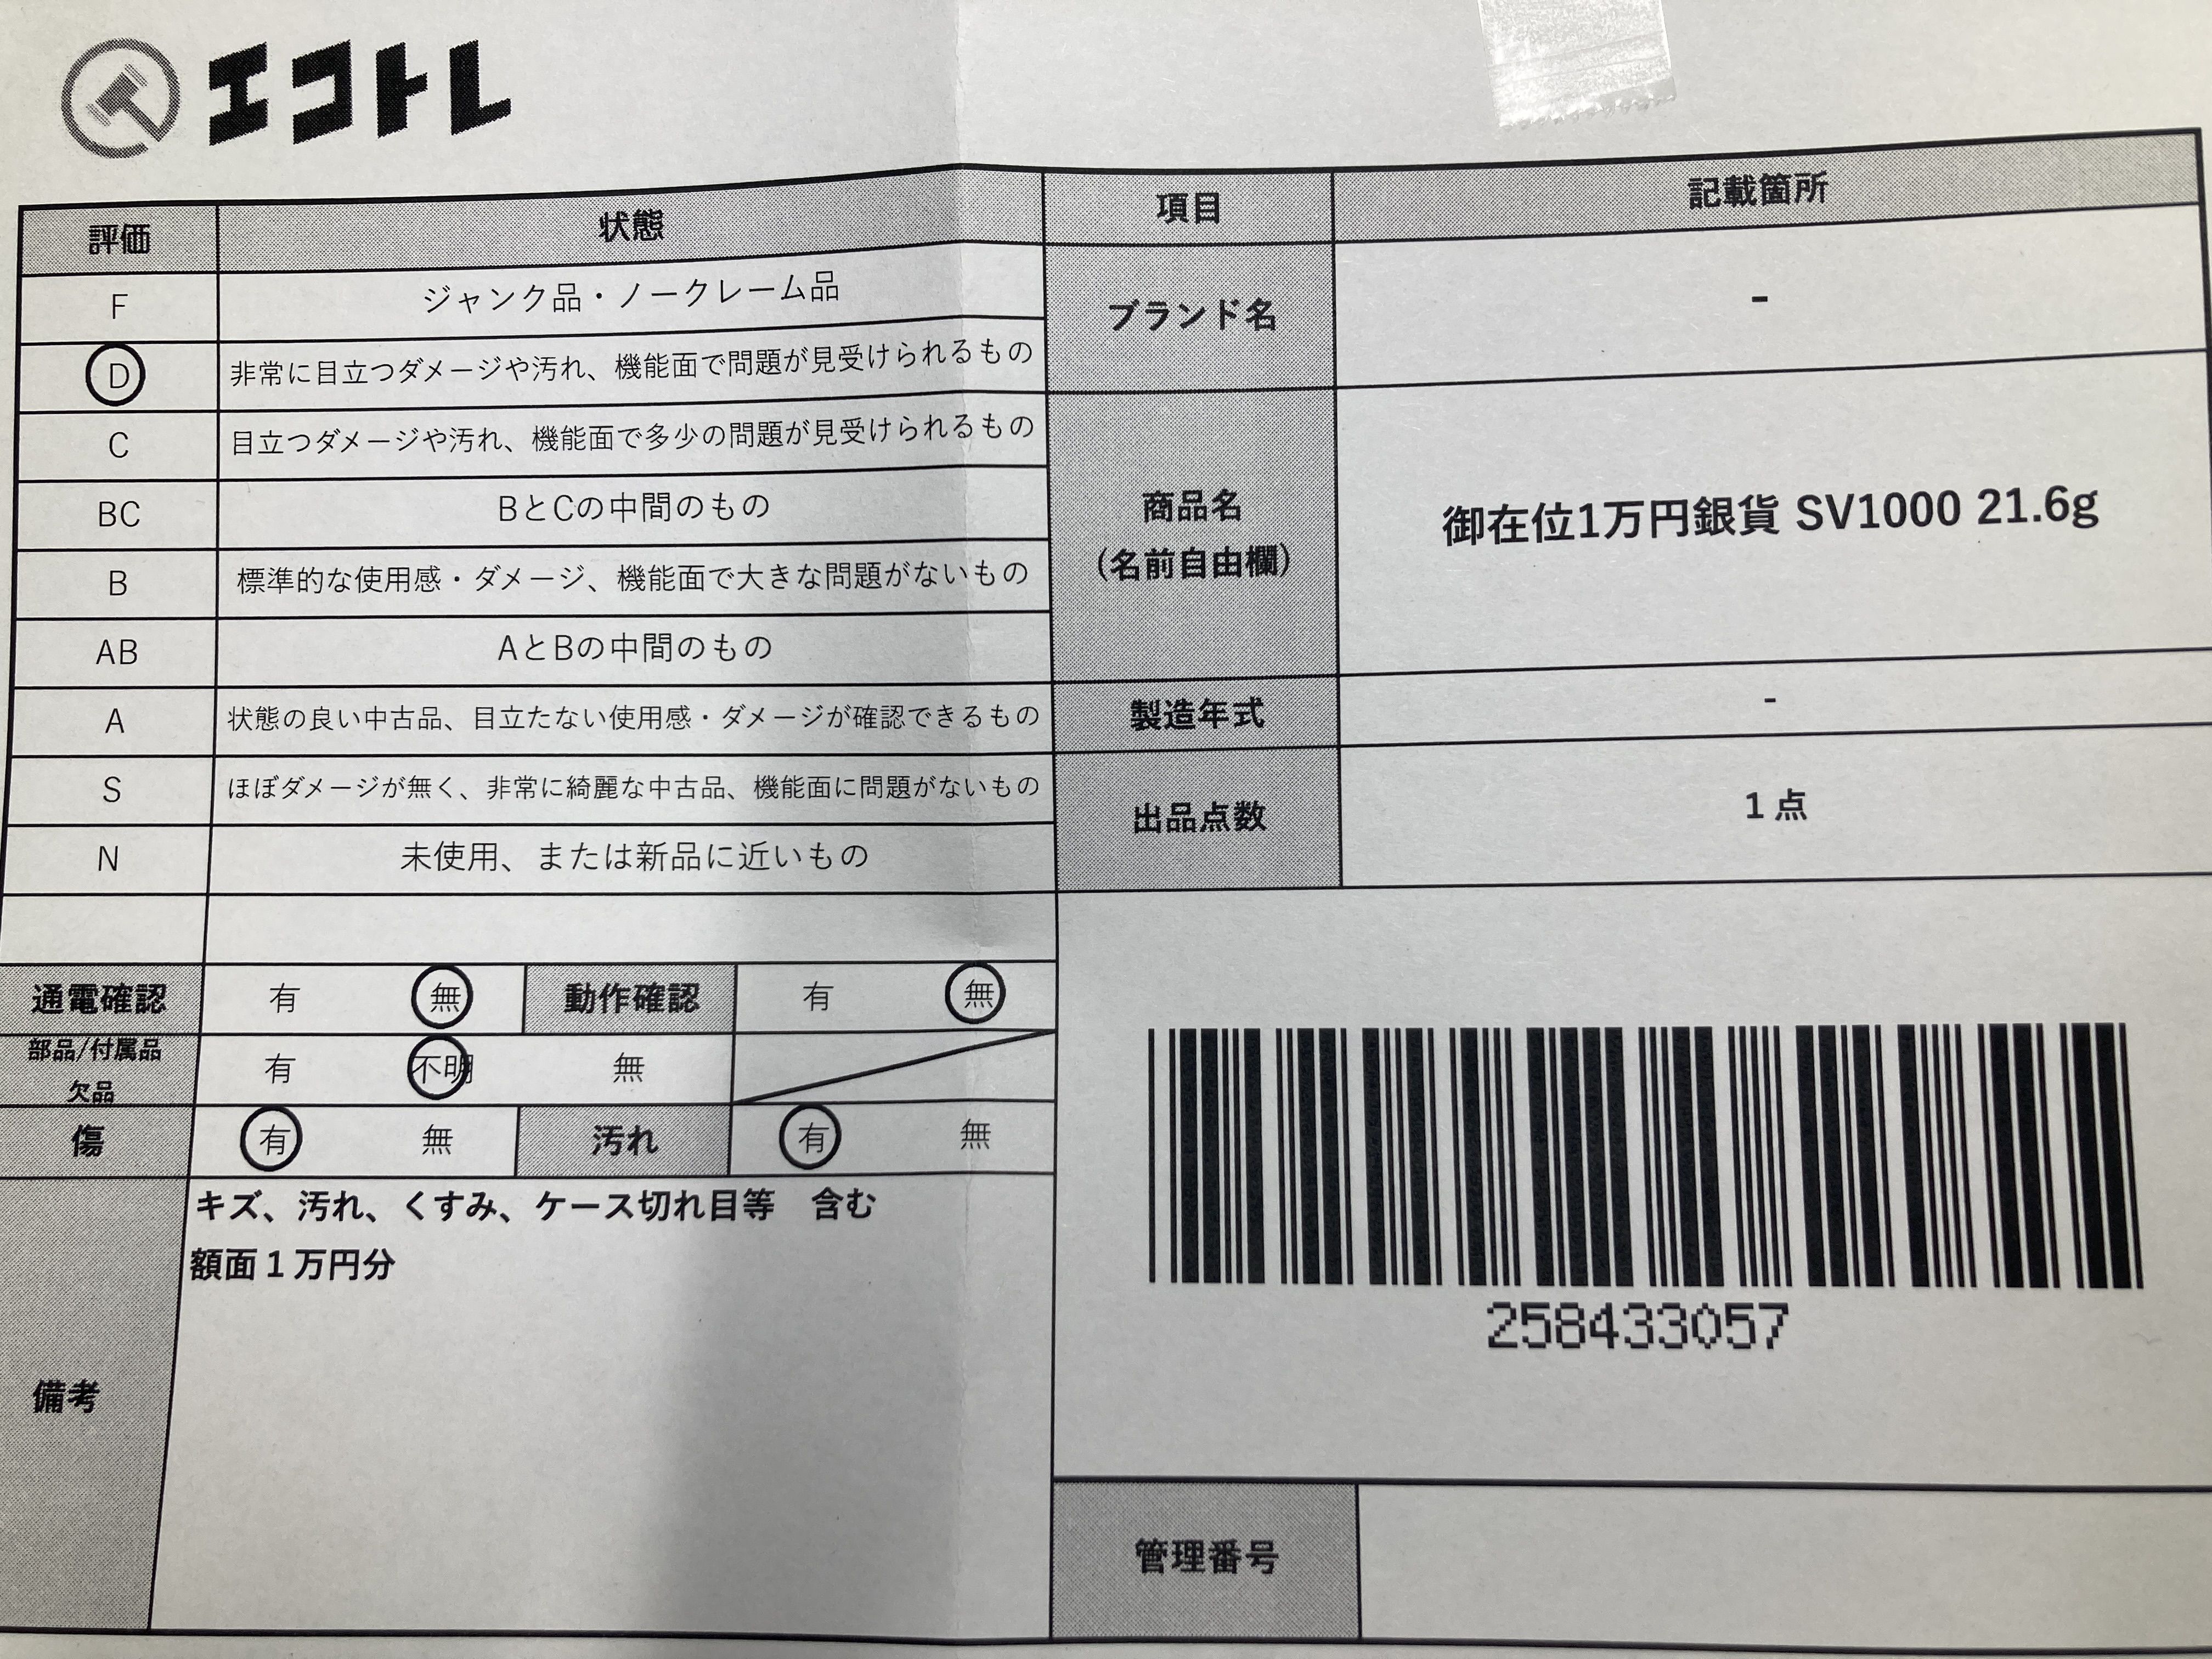 エコトレ
評価 状態 項目 記載箇所
F ジャンク品・ノークレーム品
D 非常に目立つダメージや汚れ、機能面で問題が見受けられるもの
C 目立つダメージや汚れ、機能面で多少の問題が見受けられるもの
BC BとCの中間のもの
B 標準的な使用感・ダメージ、機能面で大きな問題がないもの
AB AとBの中間のもの
A 状態の良い中古品、目立たない使用感・ダメージが確認できるもの
S ほぼダメージが無く、非常に綺麗な中古品、機能面に問題がないもの
N 未使用、または新品に近いもの
ブランド名 -
商品名
(名前自由欄)
御在位1万円銀貨 SV1000 21.6g
製造年式 -
出品点数 1 点
通電確認 有 無 動作確認 有 無
部品/付属品
欠品
有 不明 無
傷 有 無 汚れ 有 無
備考
キズ、汚れ、くすみ、ケース切れ目等　含む
額面1万円分
258433057
管理番号